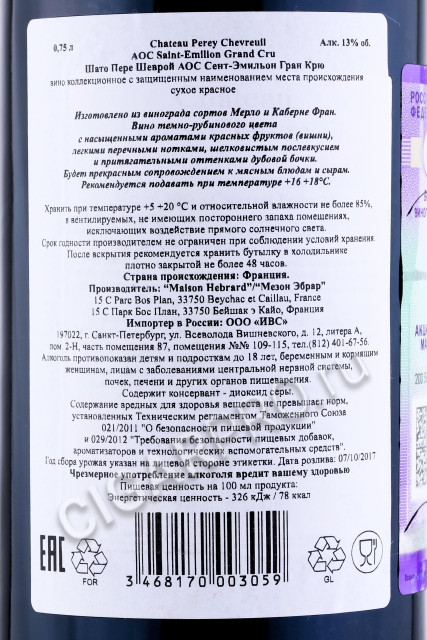 0,75 л
Chateau Perey Chevreull
Алк. 13% об.
AOC Saint-Emilion Grand Cru
Шато Пере Шеврой АОС Сент-Эмильон Гран Крю
вино коллекционное с защищенным наименованием места происхождения
сухое красное
Изготовлено из винограда сортов Мерло и Каберне Фран.
Вино темно-рубинового цвета
с насыщенными ароматами красных фруктов (вишни),
легкими перечными нотками, шелковистым послевкусием
и притягательными оттенками дубовой бочки.
Будет прекрасным сопровождением к мясным блюдам и сырам.
Рекомендуется подавать при температуре +16 +18°С.
Хранить при температуре +5 +20 °С и относительной влажности не более 85%,
в вентилируемых, не имеющих постороннего запаха помещениях,
исключающих воздействие прямого солнечного света.
Срок годности производителем не ограничен при соблюдении условий хранения.
После вскрытия рекомендуется хранить бутылку в холодильнике
плотно закрытой не более 48 часов.
Страна происхождения: Франция.
Производитель: “Maison Hebrard”/“Мезон Эбрар”
15 C Parc Bos Plan, 33750 Beychac et Caillau, France
15 С Парк Бос План, 33750 Бейшак э Кайо, Франция
Импортер в России: ООО «ИВС»
197022, г. Санкт-Петербург, ул. Всеволода Вишневского, д. 12, литера А,
пом. 2-Н, часть помещения 87, помещения №№ 109-115, тел.(812) 401-67-56.
Алкоголь противопоказан детям и подросткам до 18 лет, беременным и кормящим
женщинам, лицам с заболеваниями центральной нервной системы,
почек, печени и других органов пищеварения.
Содержит консервант - диоксид серы.
Содержание вредных для здоровья веществ не превышает норм,
установленных Техническим регламентом Таможенного Союза
021/2011 "О безопасности пищевой продукции"
и 029/2012 "Требования безопасности пищевых добавок,
ароматизаторов и технологических вспомогательных средств".
Год сбора урожая указан на лицевой стороне этикетки. Дата розлива: 07/10/2017
Чрезмерное употребление алкоголя вредит вашему здоровью
Пищевая ценность на 100 мл продукта:
Энергетическая ценность - 326 кДж / 78 ккал
EAC
FOR
3 468170 003059
GL